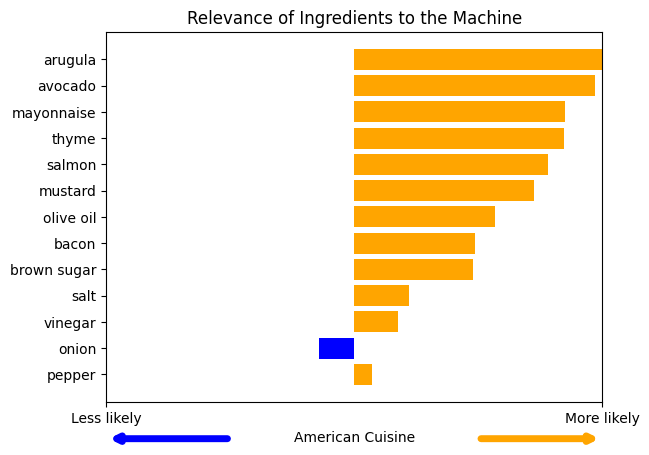 Relevance of Ingredients to the Machine
arugula
avocado
mayonnaise
thyme
salmon
mustard
olive oil
bacon
brown sugar
salt
vinegar
onion
pepper
Less likely
More likely
American Cuisine